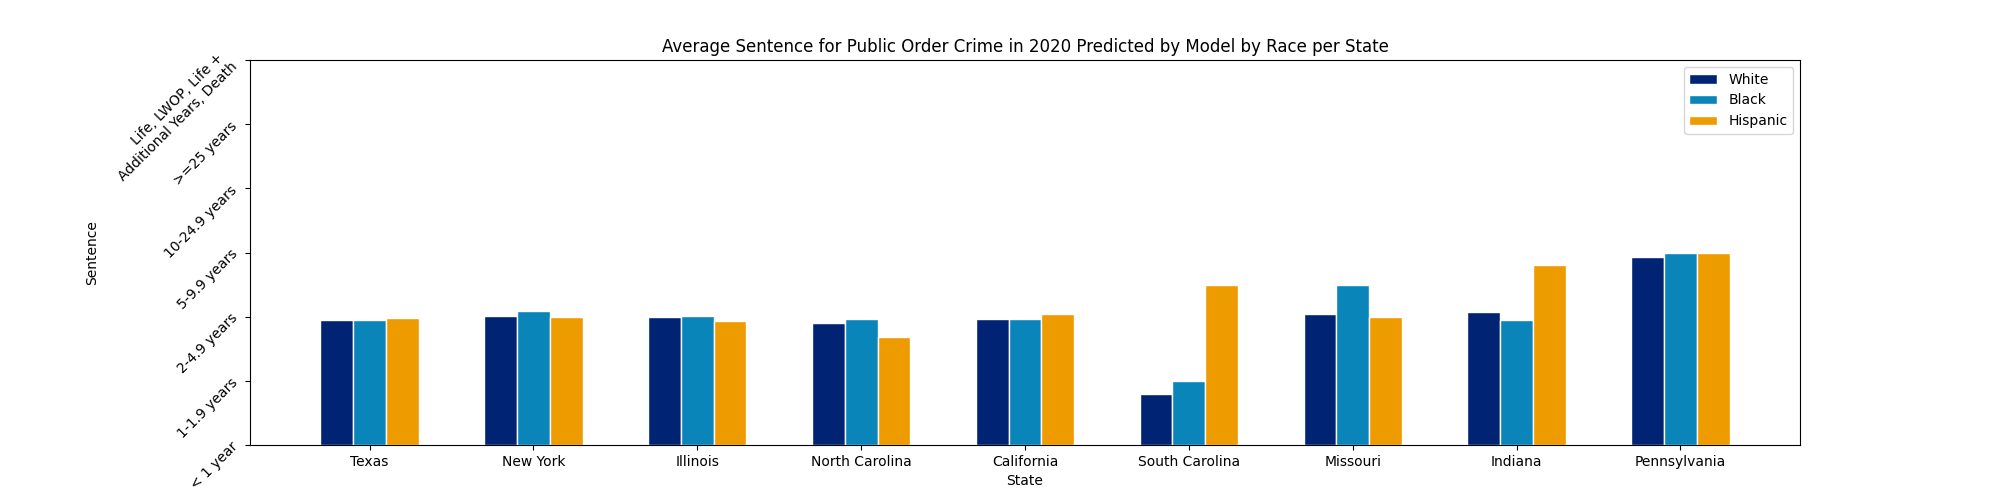 Average Sentence for Public Order Crime in 2020 Predicted by Model by Race per State
Life, LWOP, Life +
Additional Years, Death
>=25 years
10-24.9 years
5-9.9 years
2-4.9 years
1-1.9 years
< 1 year
Sentence
White
Black
Hispanic
Texas
New York
Illinois
North Carolina
California
South Carolina
Missouri
Indiana
Pennsylvania
State